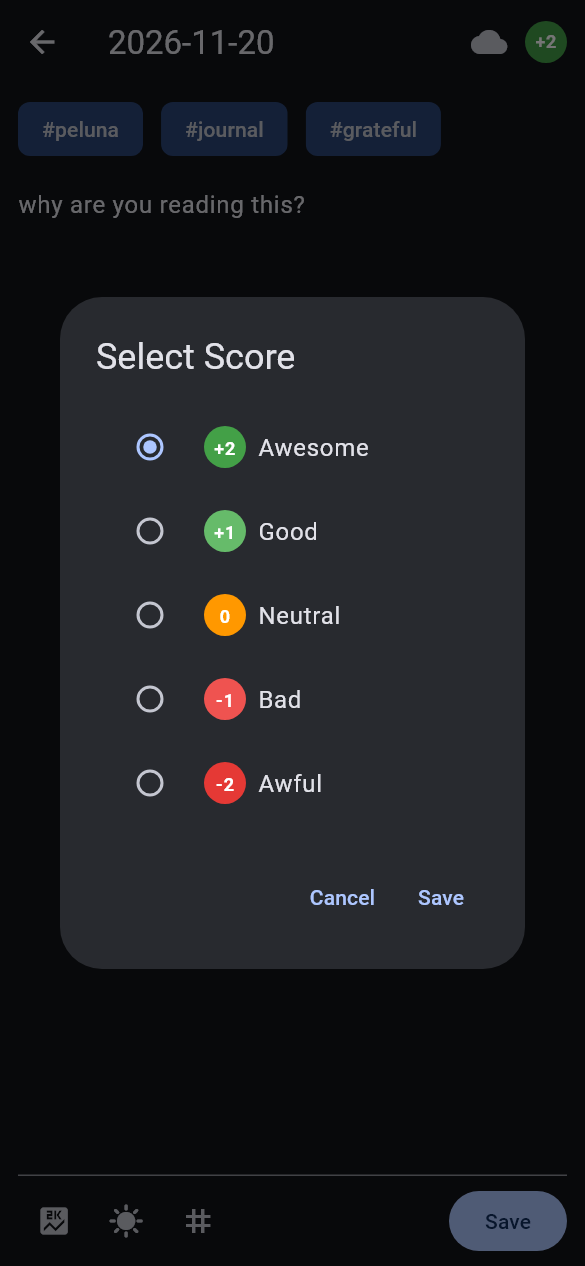 2026-11-20
+2
#peluna #journal #grateful
why are you reading this?
Select Score
+2 Awesome
+1 Good
0 Neutral
-1 Bad
-2 Awful
Cancel Save
2K
Save